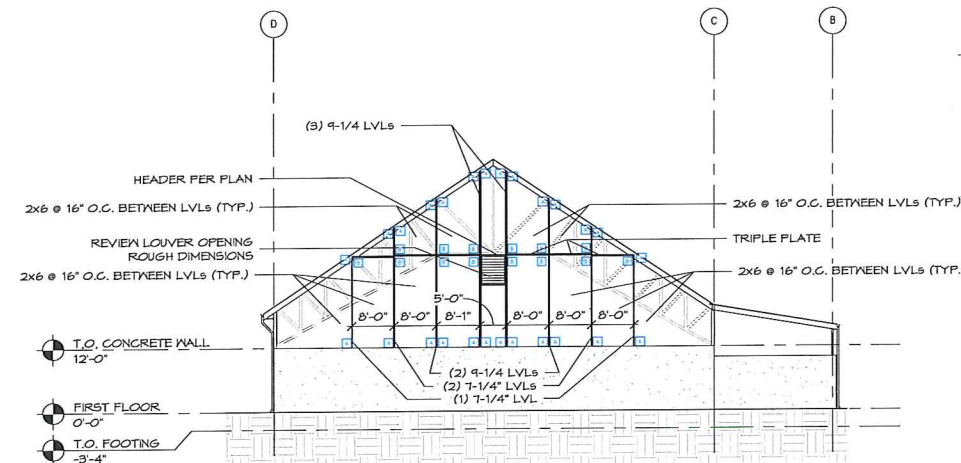 D
C
B
(3) 9-1/4 LVLs
HEADER PER PLAN
2x6 @ 16" O.C. BETWEEN LVLs (TYP.)
2x6 @ 16" O.C. BETWEEN LVLs (TYP.)
REVIEW LOUVER OPENING
ROUGH DIMENSIONS
TRIPLE PLATE
2x6 @ 16" O.C. BETWEEN LVLs (TYP.)
2x6 @ 16" O.C. BETWEEN LVLs (TYP.
5'-0"
8'-0" 8'-0" 8'-1" 8'-0" 8'-0" 8'-0"
T.O. CONCRETE WALL
12'-0"
(2) 9-1/4 LVLs
(2) 7-1/4" LVLs
(1) 7-1/4" LVL
FIRST FLOOR
0'-0"
T.O. FOOTING
-3'-4"